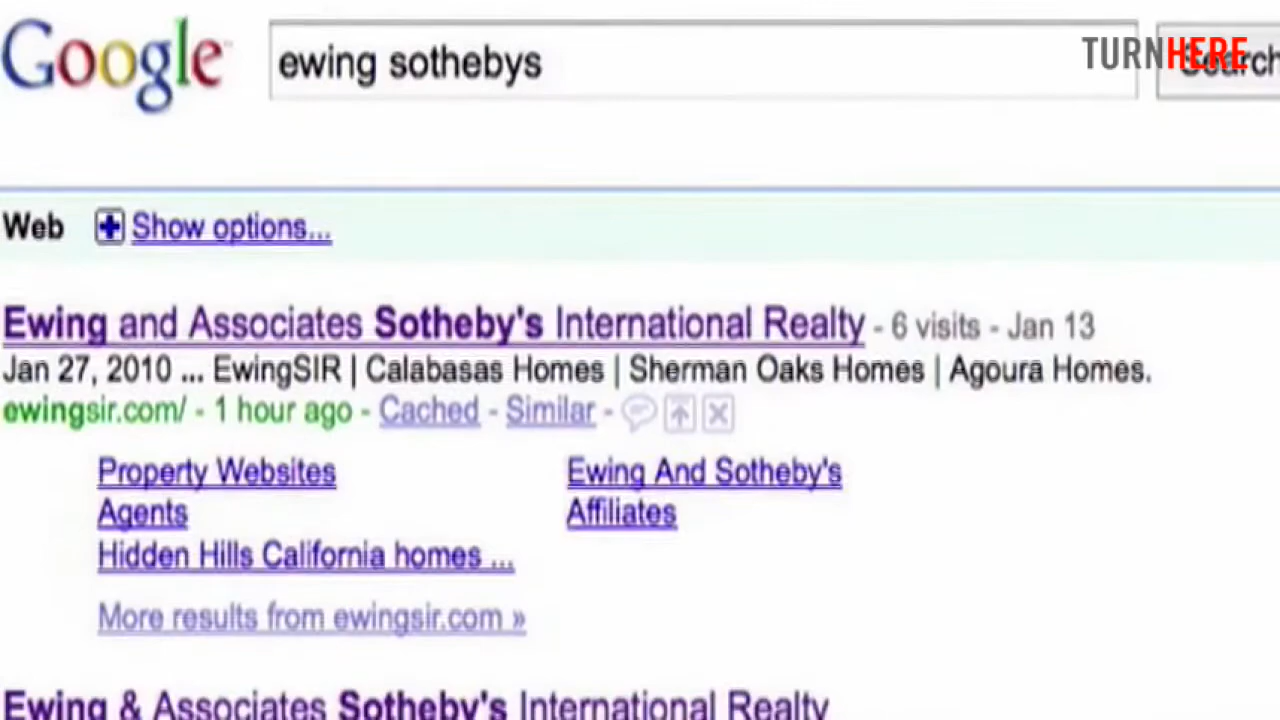 Google ewing sothebys Search
TURNHERE
Web Show options...
Ewing and Associates Sotheby's International Realty - 6 visits - Jan 13
Jan 27, 2010 ... EwingSIR | Calabasas Homes | Sherman Oaks Homes | Agoura Homes.
ewingsir.com/ - 1 hour ago - Cached - Similar -
Property Websites Ewing And Sotheby's
Agents Affiliates
Hidden Hills California homes ...
More results from ewingsir.com »
Ewing & Associates Sotheby's International Realty